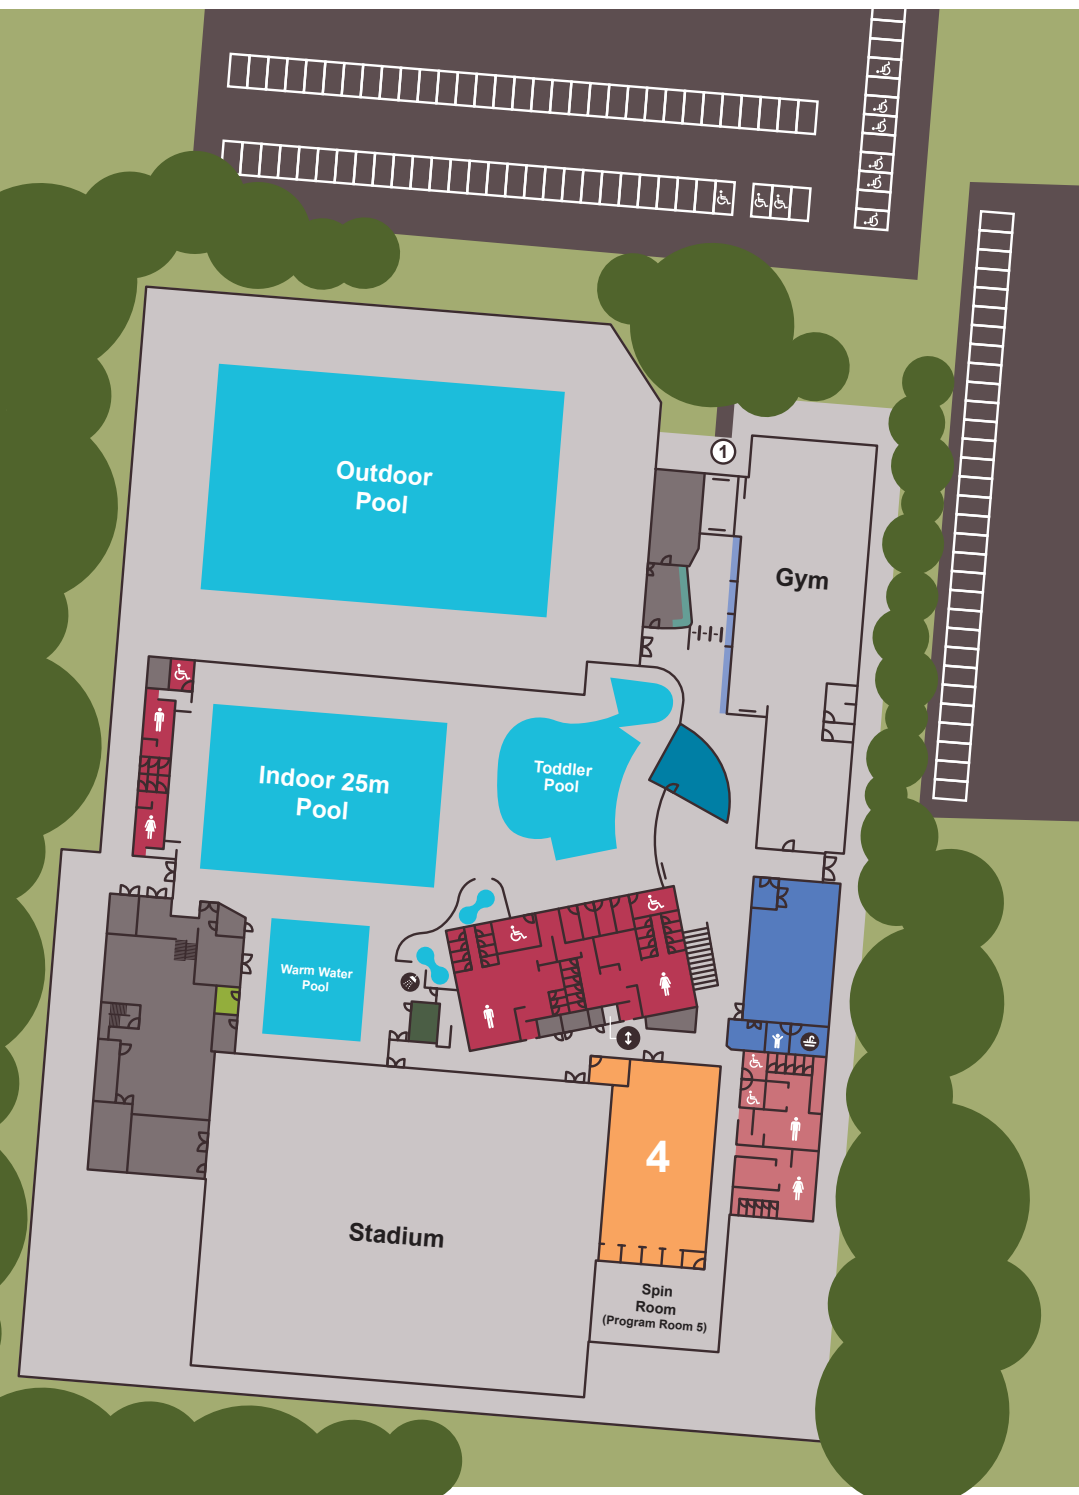 1
Outdoor
Pool
Gym
Indoor 25m
Pool
Toddler
Pool
Warm Water
Pool
4
Stadium
Spin
Room
(Program Room 5)